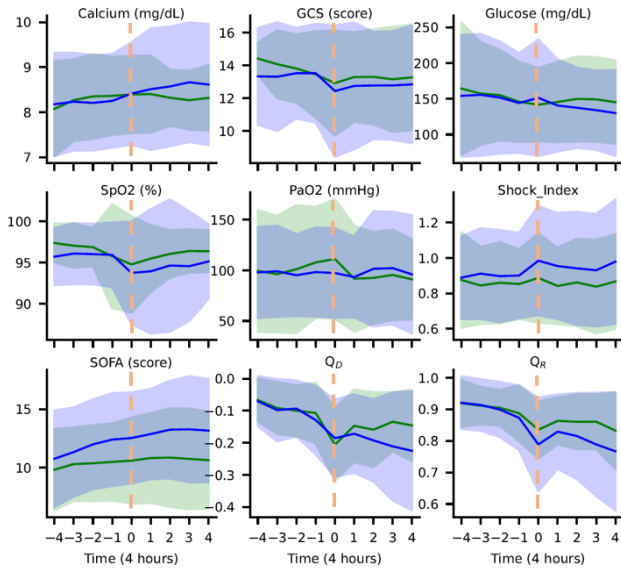 Calcium (mg/dL) GCS (score) Glucose (mg/dL)
10 16 250
9 14 200
8 12 150
7 10 100
SpO2 (%) PaO2 (mmHg) Shock_Index
100 150 1.2
95 100 1.0
90 50 0.8
0.6
SOFA (score) Q_D Q_R
15 0.0 1.0
10 −0.1 0.9
−0.2 0.8
−0.3 0.7
−0.4 0.6
−4 −3 −2 −1 0 1 2 3 4 −4 −3 −2 −1 0 1 2 3 4 −4 −3 −2 −1 0 1 2 3 4
Time (4 hours) Time (4 hours) Time (4 hours)